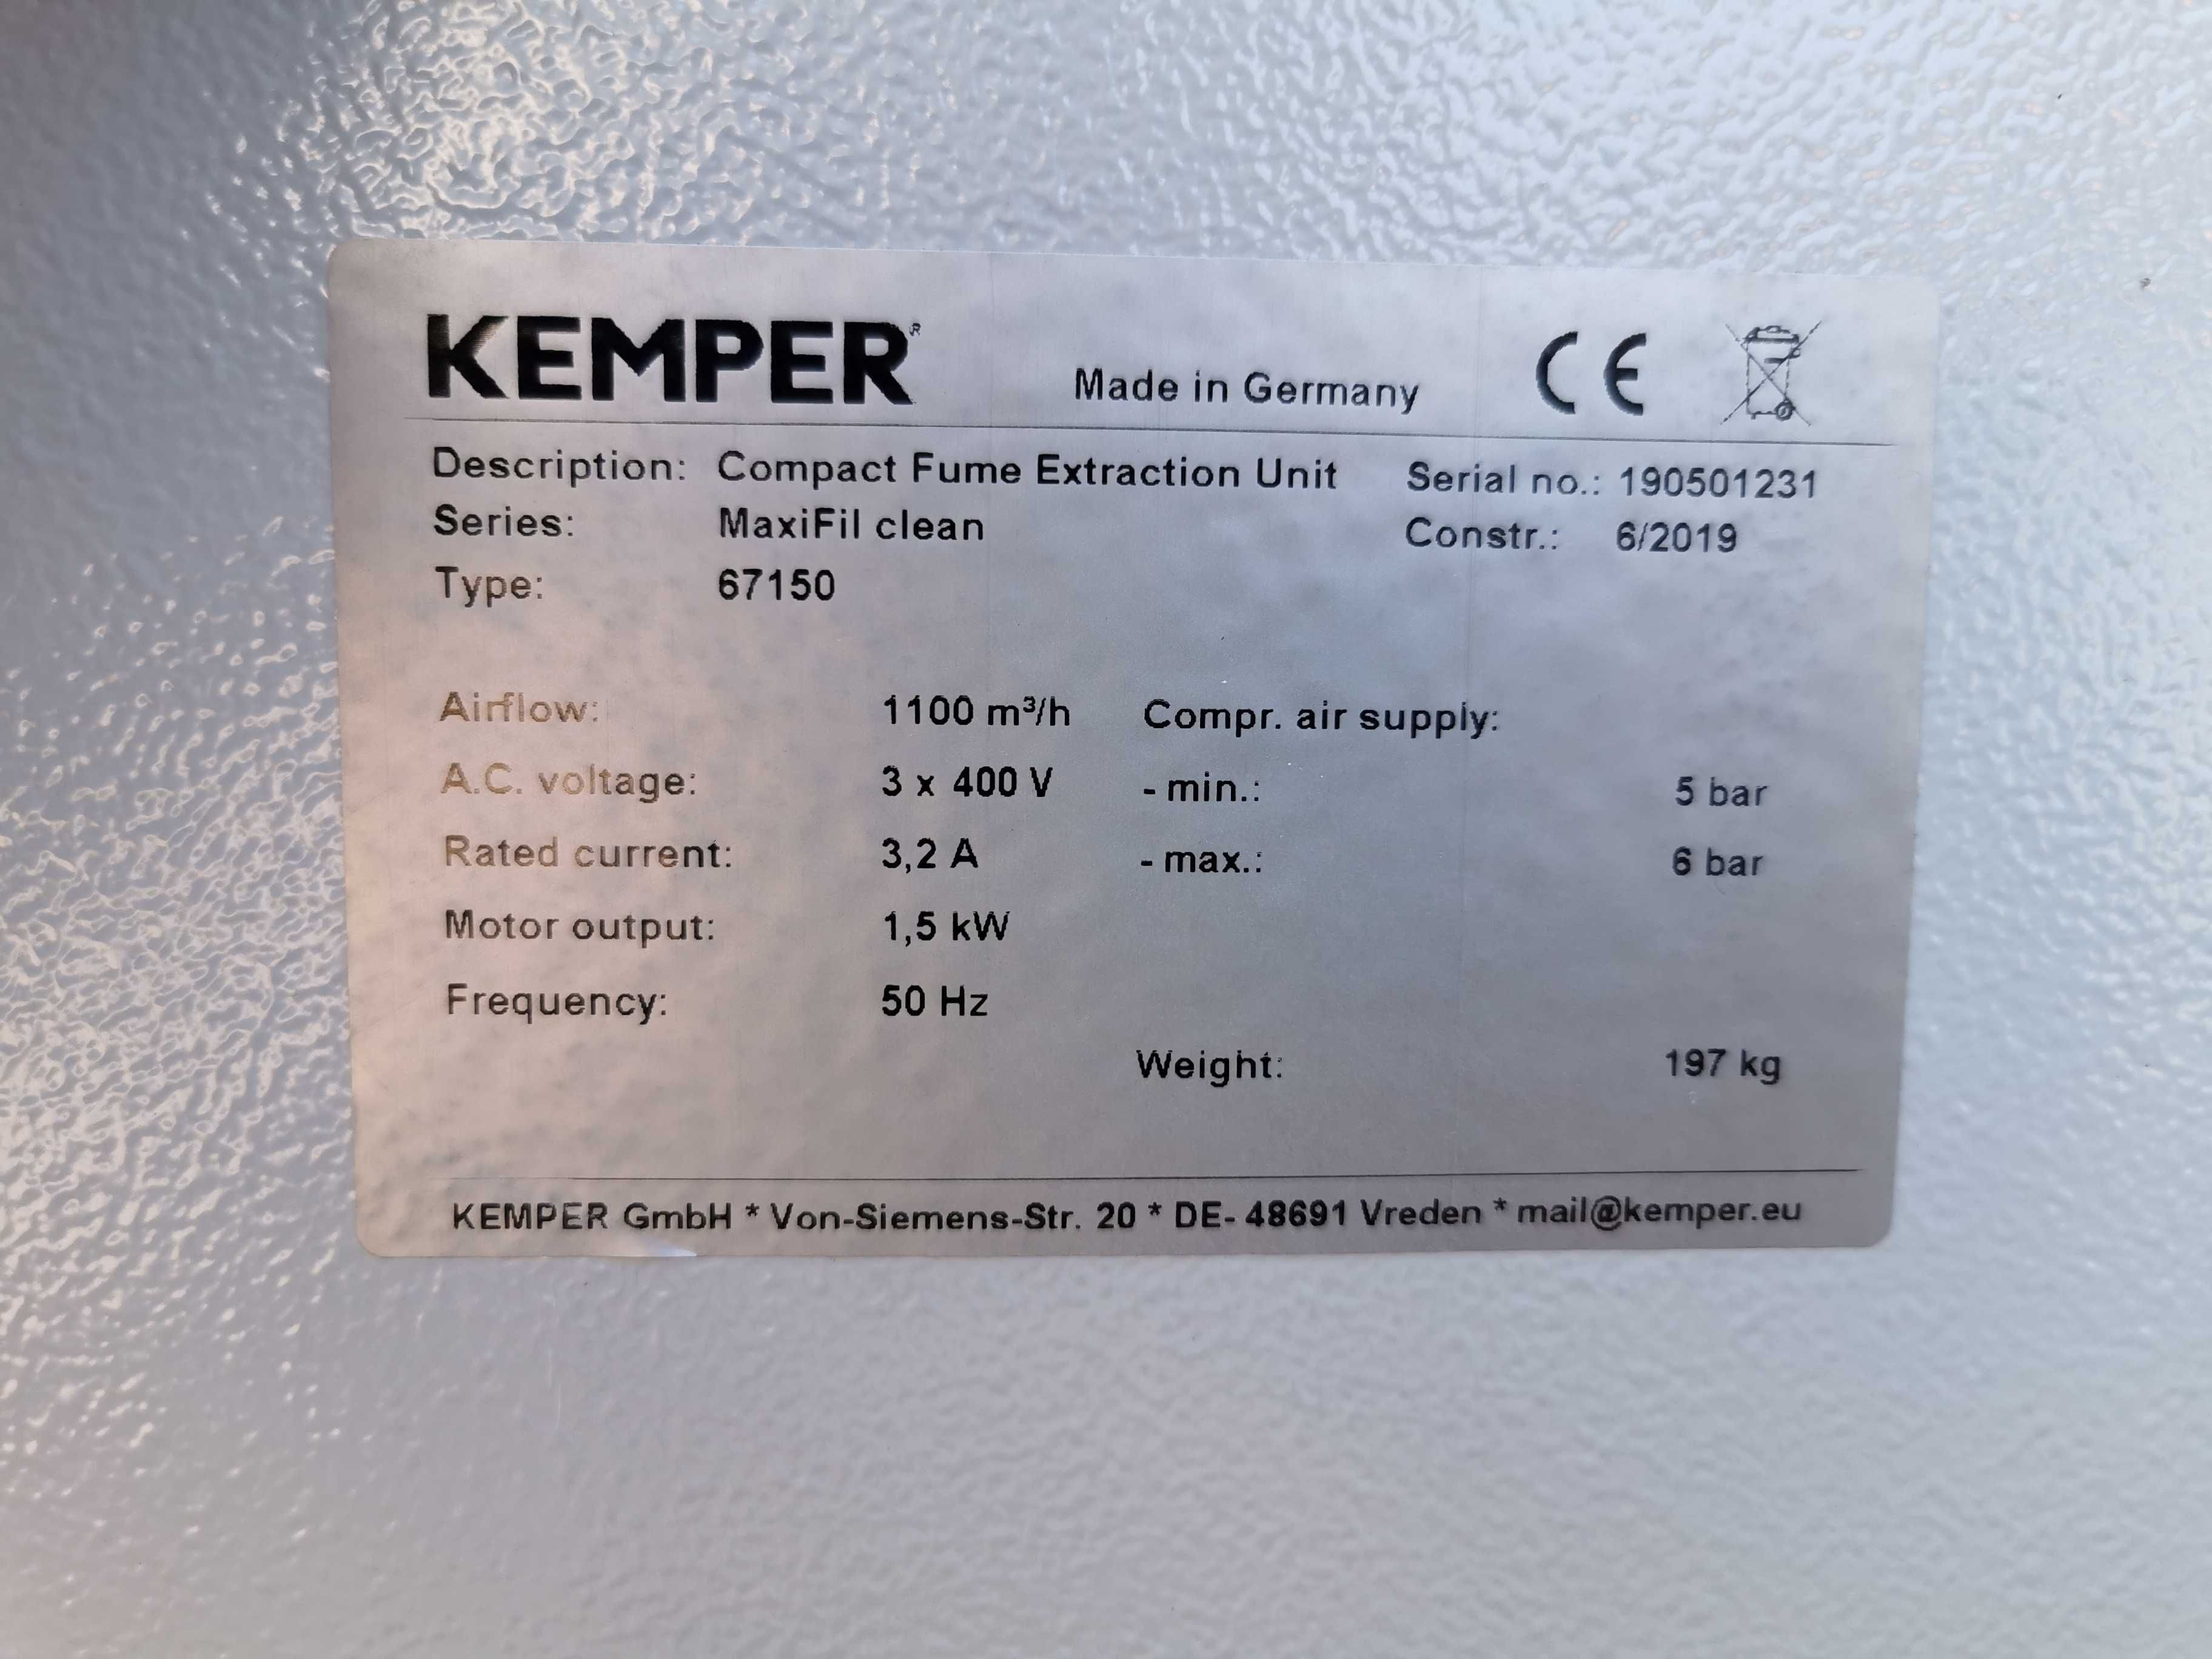 KEMPER®
Made in Germany
CE
Description: Compact Fume Extraction Unit
Serial no.: 190501231
Series: MaxiFil clean
Constr.: 6/2019
Type: 67150
Airflow: 1100 m³/h
Compr. air supply:
A.C. voltage: 3 x 400 V
- min.: 5 bar
Rated current: 3,2 A
- max.: 6 bar
Motor output: 1,5 kW
Frequency: 50 Hz
Weight: 197 kg
KEMPER GmbH * Von-Siemens-Str. 20 * DE- 48691 Vreden * mail@kemper.eu